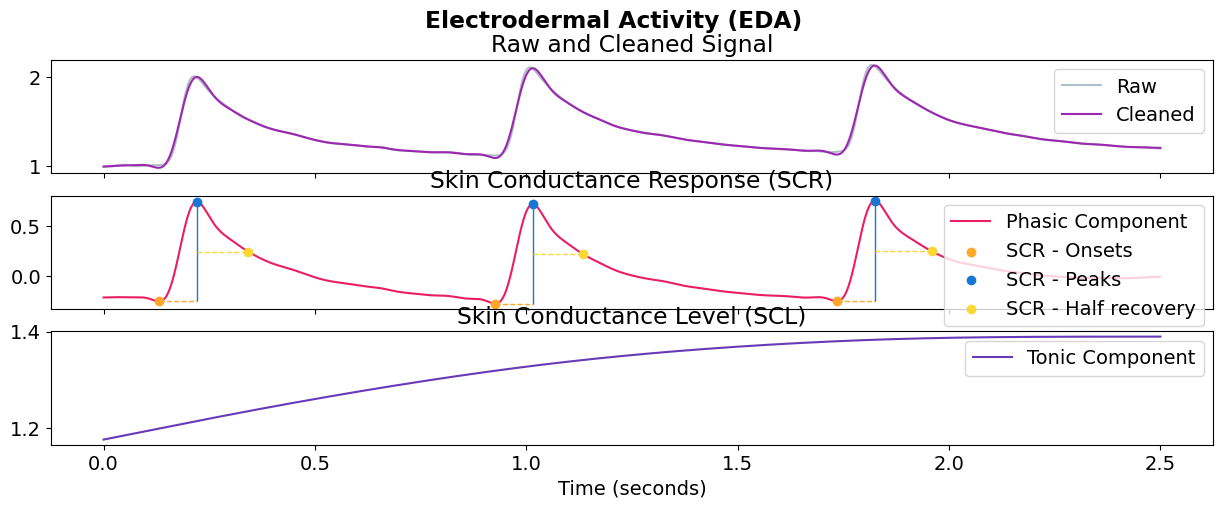 Electrodermal Activity (EDA)
Raw and Cleaned Signal
2
1
Raw
Cleaned
Skin Conductance Response (SCR)
0.5
0.0
Phasic Component
SCR - Onsets
SCR - Peaks
SCR - Half recovery
Skin Conductance Level (SCL)
1.4
1.2
Tonic Component
0.0 0.5 1.0 1.5 2.0 2.5
Time (seconds)